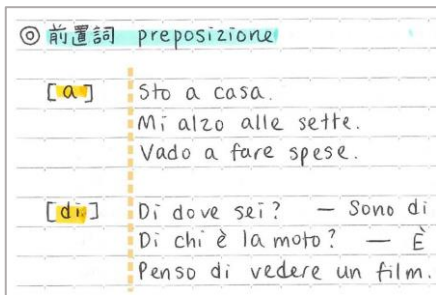 ◎ 前置詞 preposizione
[a] Sto a casa.
Mi alzo alle sette.
Vado a fare spese.
[di] Di dove sei? — Sono di
Di chi è la moto? — È
Penso di vedere un film.